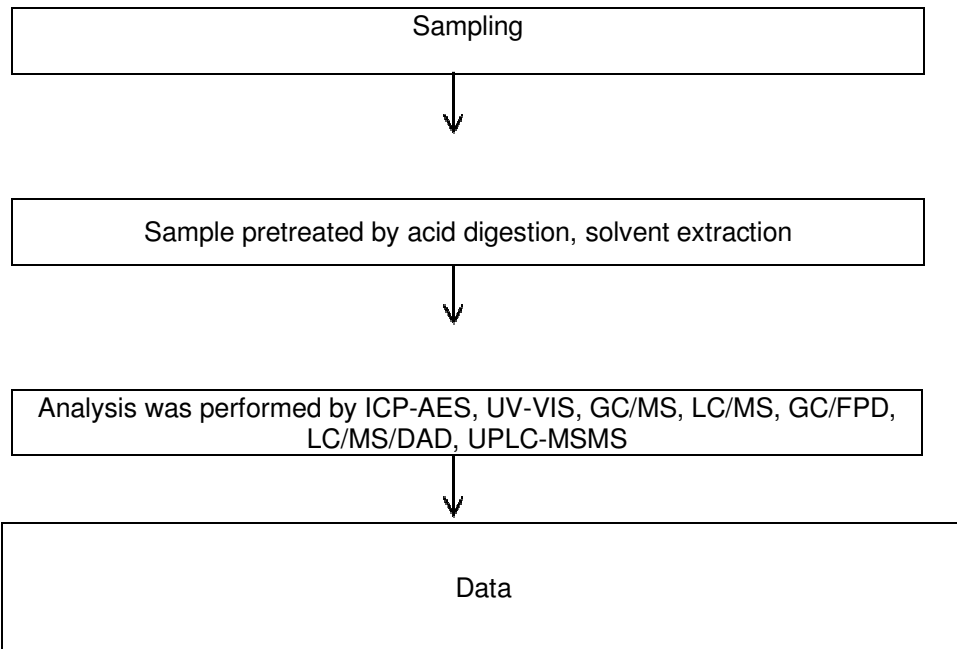 Sampling
Sample pretreated by acid digestion, solvent extraction
Analysis was performed by ICP-AES, UV-VIS, GC/MS, LC/MS, GC/FPD,
LC/MS/DAD, UPLC-MSMS
Data